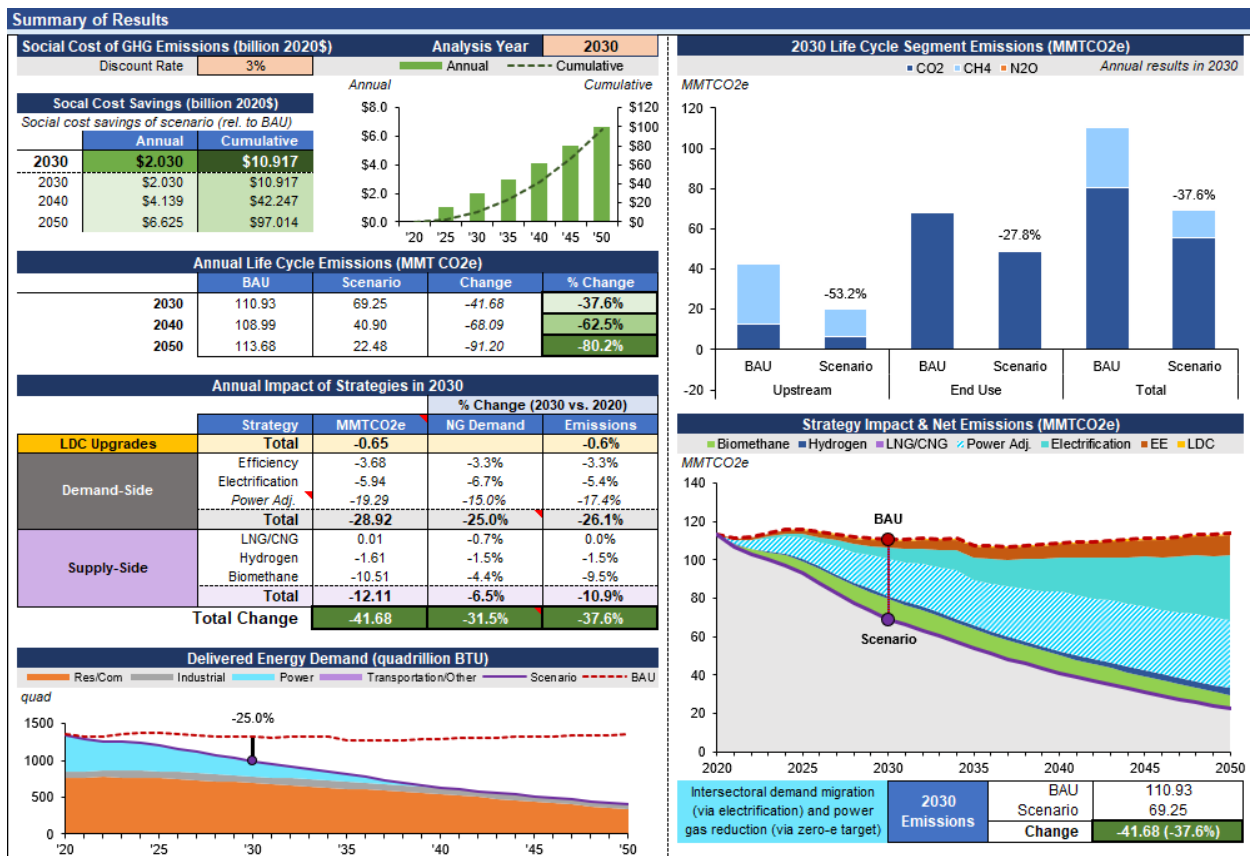 Summary of Results
Social Cost of GHG Emissions (billion 2020$) Analysis Year 2030
Discount Rate 3%
Annual Cumulative
Socal Cost Savings (billion 2020$)
Social cost savings of scenario (rel. to BAU)
Annual Cumulative
2030 $2.030 $10.917
2030 $2.030 $10.917
2040 $4.139 $42.247
2050 $6.625 $97.014
Annual Cumulative
$8.0 $120
$100
$6.0 $80
$4.0 $60
$2.0 $40
$20
$0.0 $0
'20 '25 '30 '35 '40 '45 '50
Annual Life Cycle Emissions (MMT CO2e)
BAU Scenario Change % Change
2030 110.93 69.25 -41.68 -37.6%
2040 108.99 40.90 -68.09 -62.5%
2050 113.68 22.48 -91.20 -80.2%
Annual Impact of Strategies in 2030
% Change (2030 vs. 2020)
Strategy MMTCO2e NG Demand Emissions
LDC Upgrades Total -0.65 -0.6%
Demand-Side
Efficiency -3.68 -3.3% -3.3%
Electrification -5.94 -6.7% -5.4%
Power Adj. -19.29 -15.0% -17.4%
Total -28.92 -25.0% -26.1%
Supply-Side
LNG/CNG 0.01 -0.7% 0.0%
Hydrogen -1.61 -1.5% -1.5%
Biomethane -10.51 -4.4% -9.5%
Total -12.11 -6.5% -10.9%
Total Change -41.68 -31.5% -37.6%
Delivered Energy Demand (quadrillion BTU)
Res/Com Industrial Power Transportation/Other Scenario BAU
quad
-25.0%
1500
1000
500
0
'20 '25 '30 '35 '40 '45 '50
2030 Life Cycle Segment Emissions (MMTCO2e)
CO2 CH4 N2O Annual results in 2030
MMTCO2e
120
100
80
60
40
20
0
-20
-53.2%
-27.8%
-37.6%
BAU Scenario BAU Scenario BAU Scenario
Upstream End Use Total
Strategy Impact & Net Emissions (MMTCO2e)
Biomethane Hydrogen LNG/CNG Power Adj. Electrification EE LDC
MMTCO2e
140
120
100
80
60
40
20
0
BAU
Scenario
2020 2025 2030 2035 2040 2045 2050
Intersectoral demand migration
(via electrification) and power
gas reduction (via zero-e target)
2030
Emissions
BAU 110.93
Scenario 69.25
Change -41.68 (-37.6%)